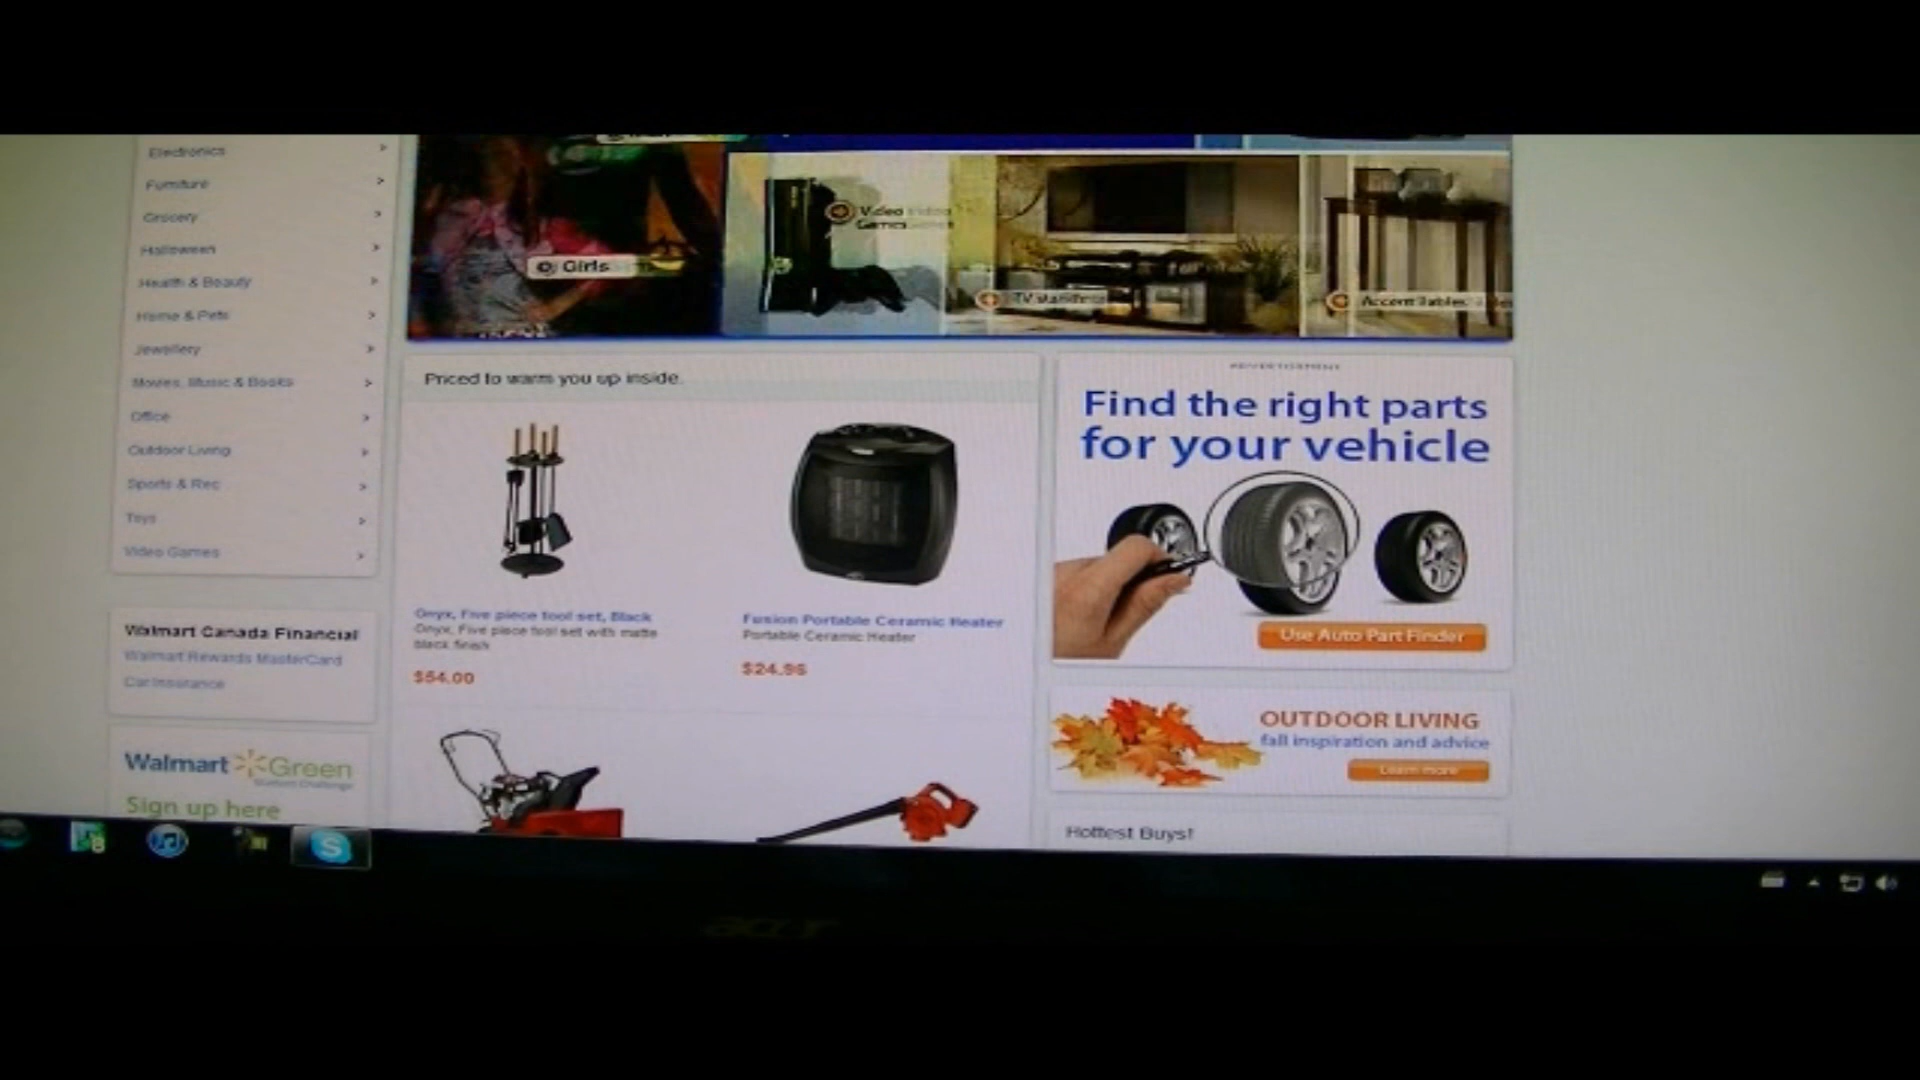 Electronics
Furniture
Grocery
Halloween
Health & Beauty
Home & Pets
Jewellery
Movies, Music & Books
Office
Outdoor Living
Sports & Rec
Toys
Video Games
Walmart Canada Financial
Walmart Rewards MasterCard
Car Insurance
Walmart Green
Sign up here
Girls
Video
Games
TV stands
Accent Tables
Priced to warm you up inside.
Onyx, Five piece tool set, Black
Onyx, Five piece tool set with matte
black finish
$54.00
Fusion Portable Ceramic Heater
Portable Ceramic Heater
$24.96
ADVERTISEMENT
Find the right parts
for your vehicle
Use Auto Part Finder
OUTDOOR LIVING
fall inspiration and advice
Learn more
Hottest Buys!
acer